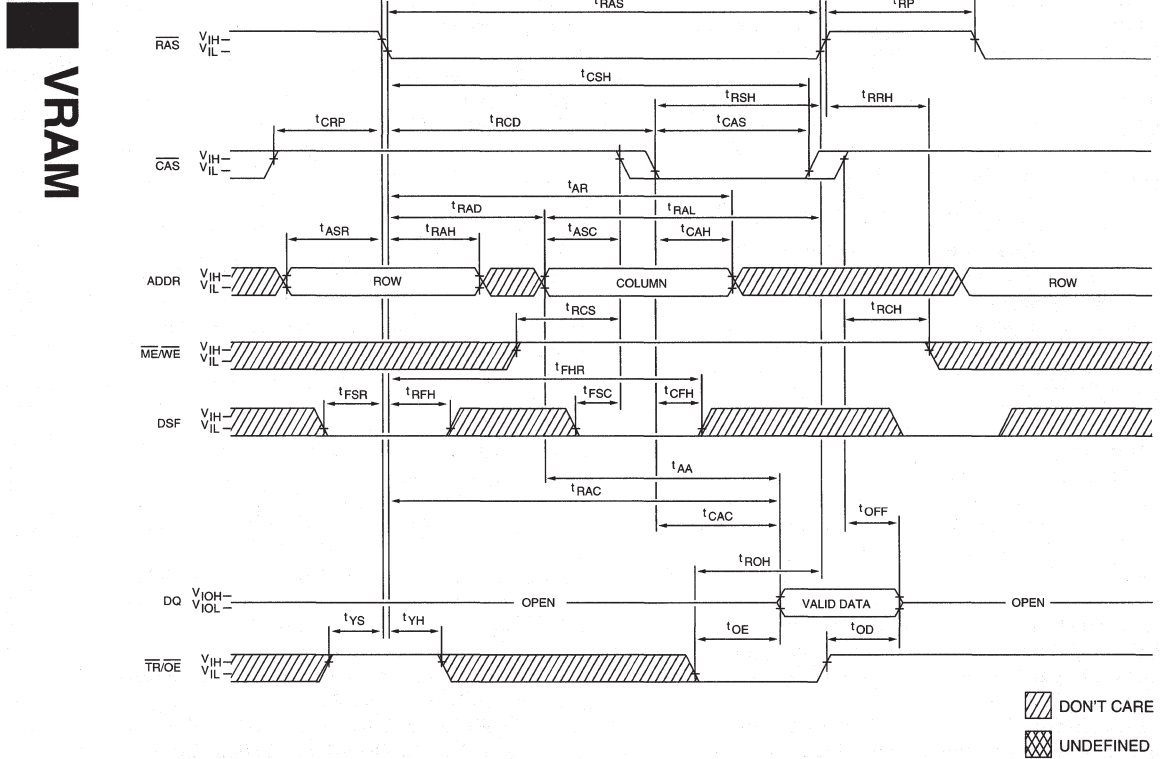 VRAM
tRAS
tRP
RAS
VIH
VIL
tCSH
tRSH
tRRH
tCRP
tRCD
tCAS
CAS
VIH
VIL
tAR
tRAD
tRAL
tASR
tRAH
tASC
tCAH
ADDR
VIH
VIL
ROW
COLUMN
ROW
tRCS
tRCH
ME/WE
VIH
VIL
tFHR
tFSR
tRFH
tFSC
tCFH
DSF
VIH
VIL
tAA
tRAC
tCAC
tOFF
tROH
DQ
VIOH
VIOL
OPEN
VALID DATA
OPEN
tYS
tYH
tOE
tOD
TR/OE
VIH
VIL
DON'T CARE
UNDEFINED